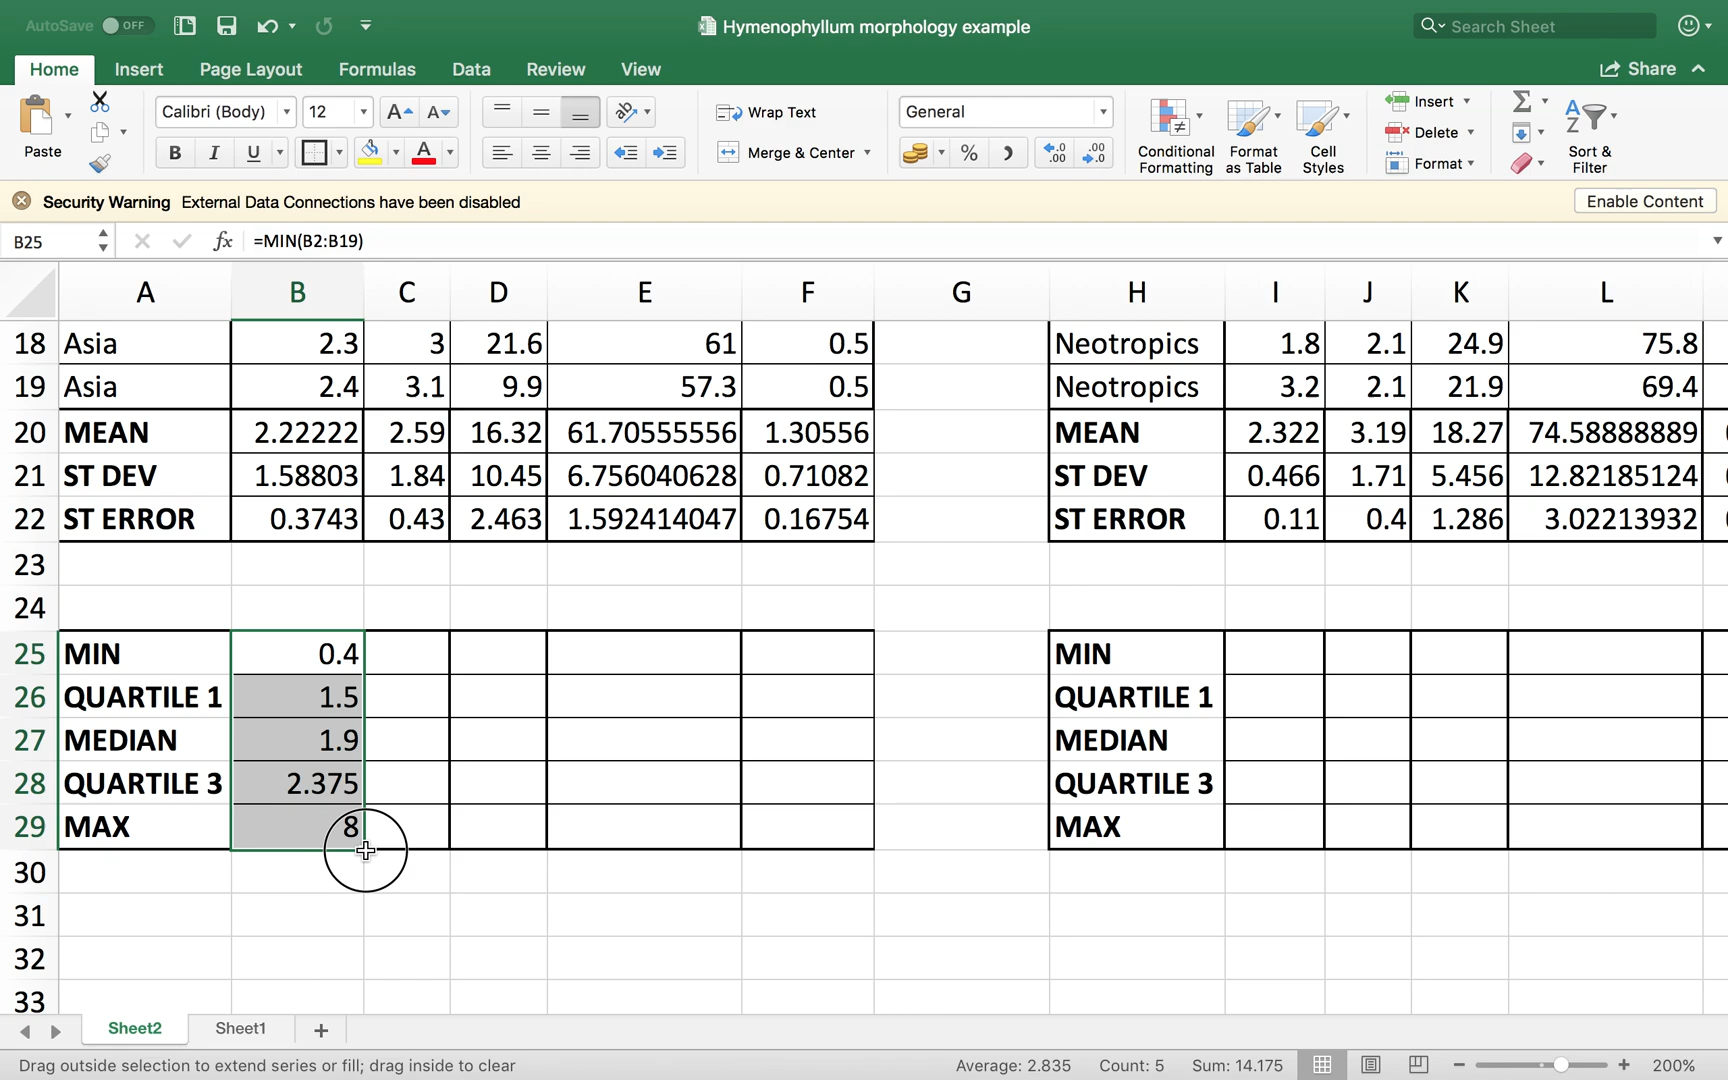 AutoSave OFF Hymenophyllum morphology example Search Sheet
Home Insert Page Layout Formulas Data Review View Share
Paste Calibri (Body) 12 A A ab Wrap Text General Insert Σ
B I U A Merge & Center % Conditional Formatting Format as Table Cell Styles Delete Format Sort & Filter
Security Warning External Data Connections have been disabled Enable Content
B25 fx =MIN(B2:B19)
A B C D E F G H I J K L
18 Asia 2.3 3 21.6 61 0.5 Neotropics 1.8 2.1 24.9 75.8
19 Asia 2.4 3.1 9.9 57.3 0.5 Neotropics 3.2 2.1 21.9 69.4
20 MEAN 2.22222 2.59 16.32 61.70555556 1.30556 MEAN 2.322 3.19 18.27 74.58888889
21 ST DEV 1.58803 1.84 10.45 6.756040628 0.71082 ST DEV 0.466 1.71 5.456 12.82185124
22 ST ERROR 0.3743 0.43 2.463 1.592414047 0.16754 ST ERROR 0.11 0.4 1.286 3.02213932
23
24
25 MIN 0.4 MIN
26 QUARTILE 1 1.5 QUARTILE 1
27 MEDIAN 1.9 MEDIAN
28 QUARTILE 3 2.375 QUARTILE 3
29 MAX 8 MAX
30
31
32
33
Sheet2 Sheet1
Drag outside selection to extend series or fill; drag inside to clear Average: 2.835 Count: 5 Sum: 14.175 200%